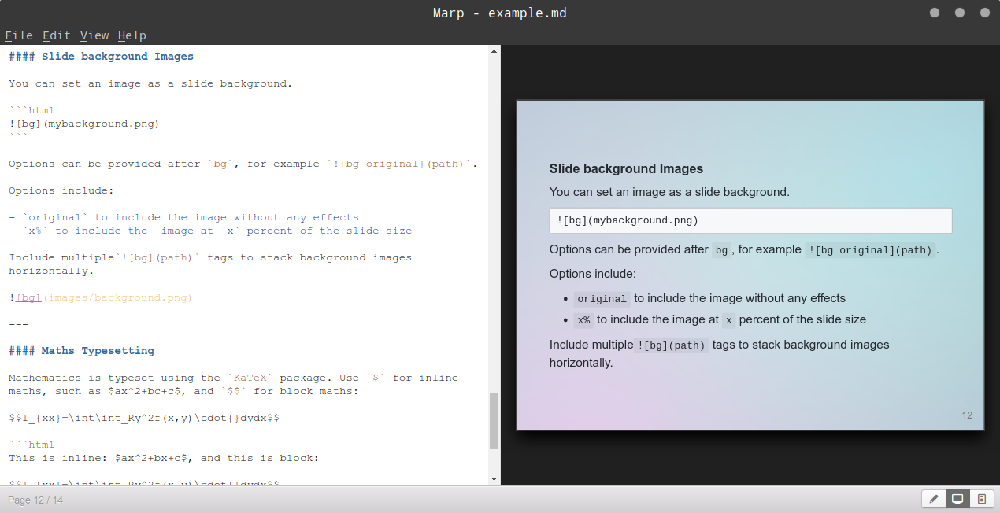 Marp - example.md
File Edit View Help
#### Slide background Images
You can set an image as a slide background.
```html
![bg](mybackground.png)
```
Options can be provided after `bg`, for example `![bg original](path)`.
Options include:
- `original` to include the image without any effects
- `x%` to include the  image at `x` percent of the slide size
Include multiple`![bg](path)` tags to stack background images
horizontally.
![bg](images/background.png)
---
#### Maths Typesetting
Mathematics is typeset using the `KaTeX` package. Use `$` for inline
maths, such as $ax^2+bc+c$, and `$$` for block maths:
$$I_{xx}=\int\int_Ry^2f(x,y)\cdot{}dydx$$
```html
This is inline: $ax^2+bx+c$, and this is block:
$$I_{xx}=\int\int_Ry^2f(x,y)\cdot{}dydx$$
Slide background Images
You can set an image as a slide background.
![bg](mybackground.png)
Options can be provided after bg, for example ![bg original](path).
Options include:
• original to include the image without any effects
• x% to include the image at x percent of the slide size
Include multiple ![bg](path) tags to stack background images
horizontally.
12
Page 12 / 14